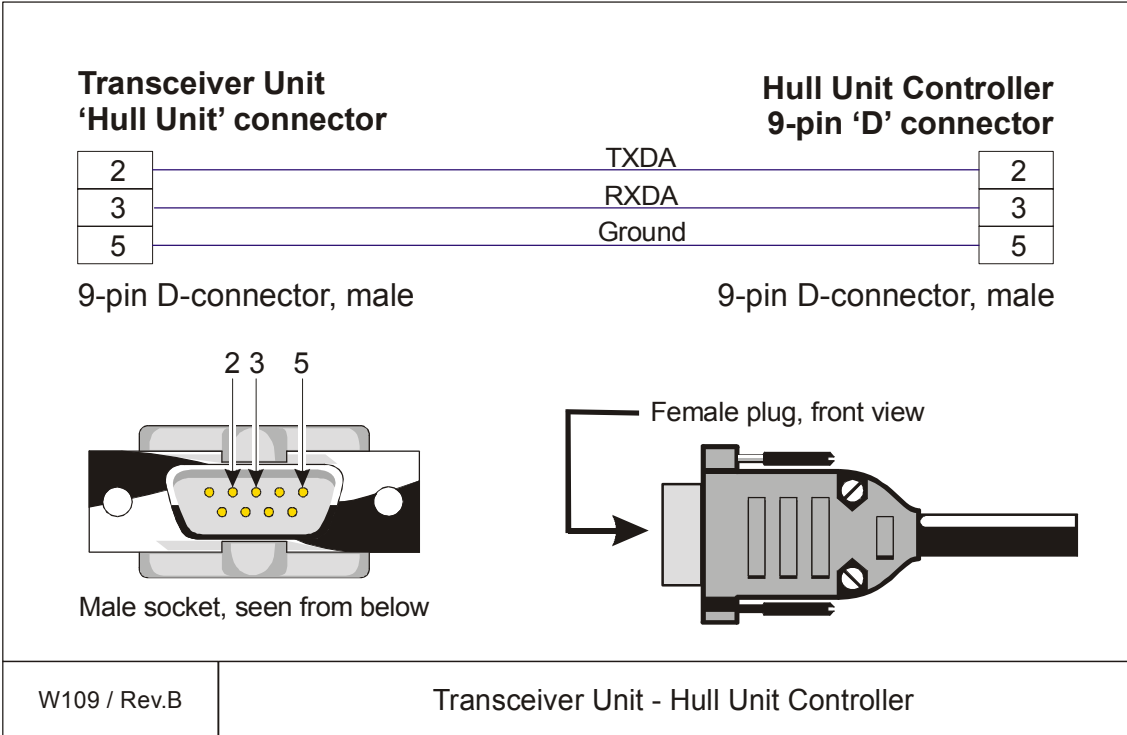 Transceiver Unit
‘Hull Unit’ connector
Hull Unit Controller
9-pin ‘D’ connector
2 TXDA 2
3 RXDA 3
5 Ground 5
9-pin D-connector, male
9-pin D-connector, male
2 3 5
Female plug, front view
Male socket, seen from below
W109 / Rev.B
Transceiver Unit - Hull Unit Controller